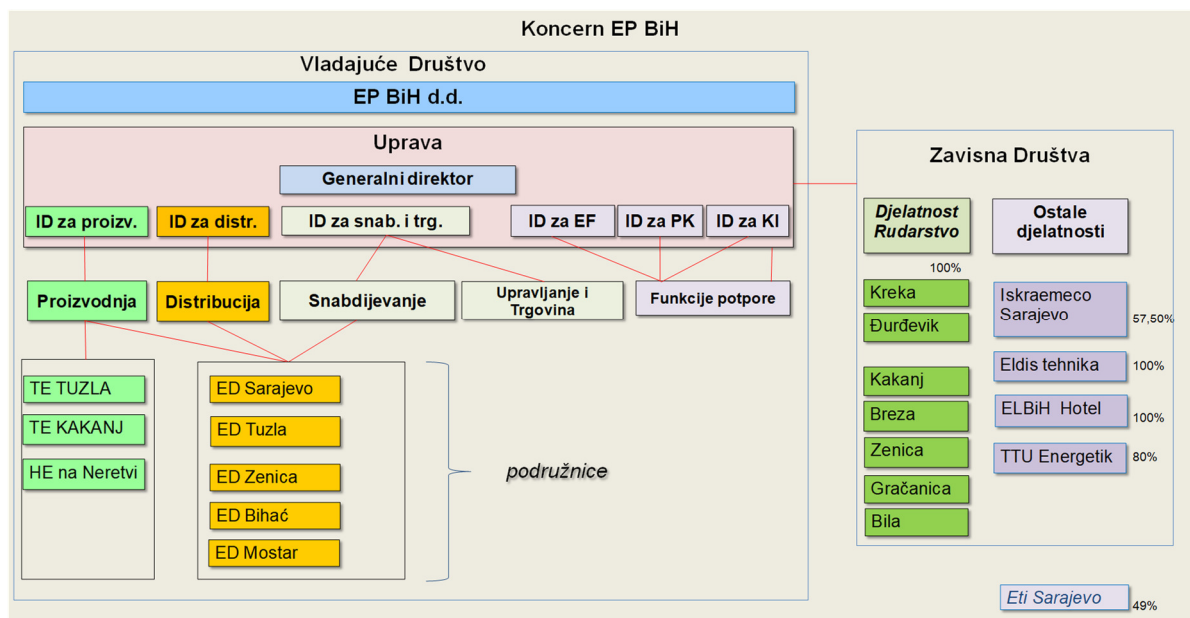 Koncern EP BiH
Vladajuće Društvo
EP BiH d.d.
Uprava
Generalni direktor
ID za proizv.
ID za distr.
ID za snab. i trg.
ID za EF
ID za PK
ID za KI
Proizvodnja
Distribucija
Snabdijevanje
Upravljanje i
Trgovina
Funkcije potpore
TE TUZLA
TE KAKANJ
HE na Neretvi
ED Sarajevo
ED Tuzla
ED Zenica
ED Bihać
ED Mostar
podružnice
Zavisna Društva
Djelatnost
Rudarstvo
100%
Kreka
Đurđevik
Kakanj
Breza
Zenica
Gračanica
Bila
Ostale
djelatnosti
Iskraemeco
Sarajevo
57,50%
Eldis tehnika
100%
ELBiH Hotel
100%
TTU Energetik
80%
Eti Sarajevo
49%